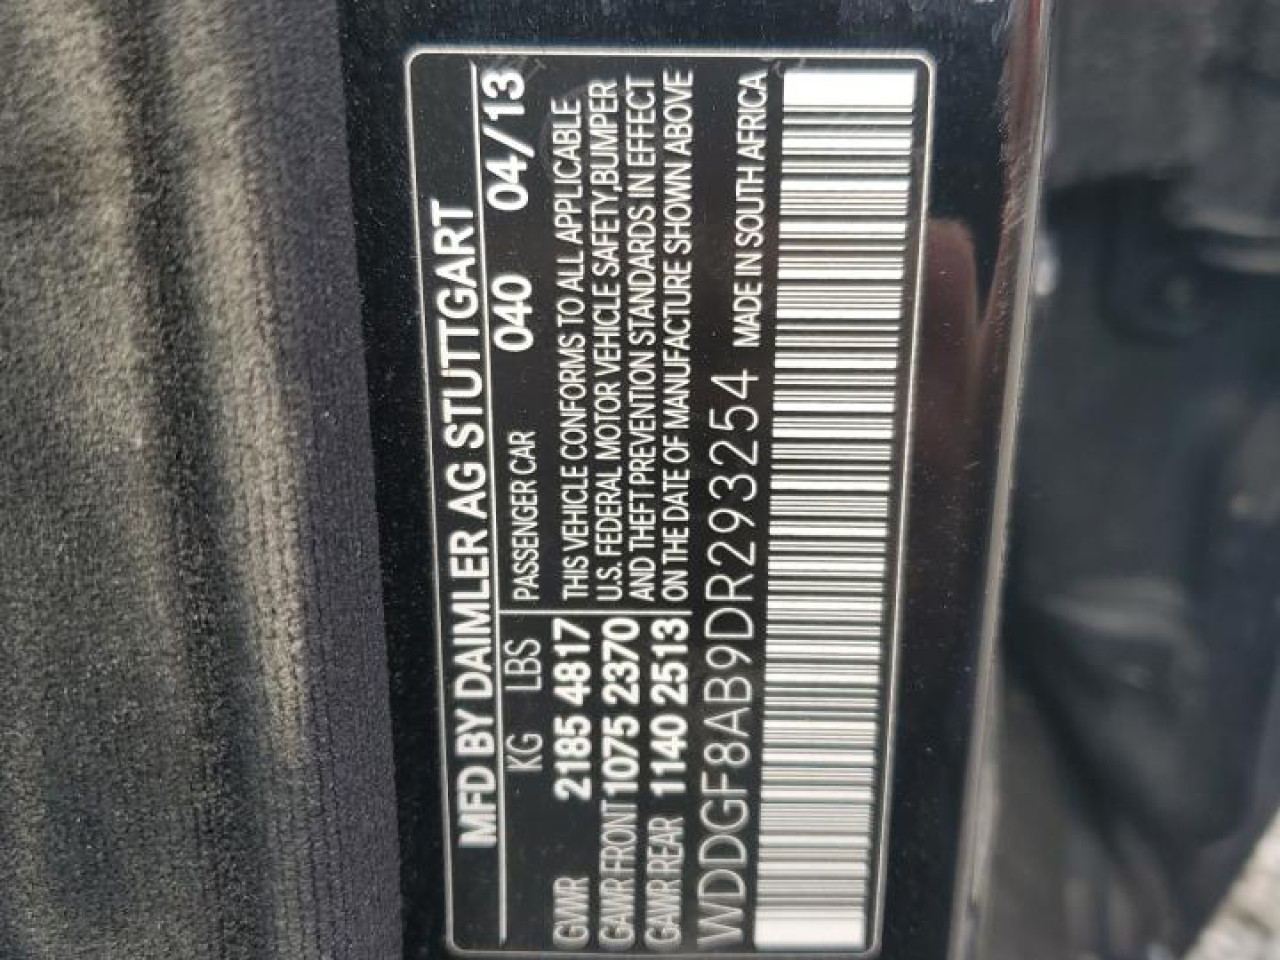 MFD BY DAIMLER AG STUTTGART
KG LBS PASSENGER CAR 040 04/13
GVWR 2185 4817 THIS VEHICLE CONFORMS TO ALL APPLICABLE
GAWR FRONT 1075 2370 U.S. FEDERAL MOTOR VEHICLE SAFETY,BUMPER
GAWR REAR 1140 2513 AND THEFT PREVENTION STANDARDS IN EFFECT
ON THE DATE OF MANUFACTURE SHOWN ABOVE
WDDGF8AB9DR293254 MADE IN SOUTH AFRICA